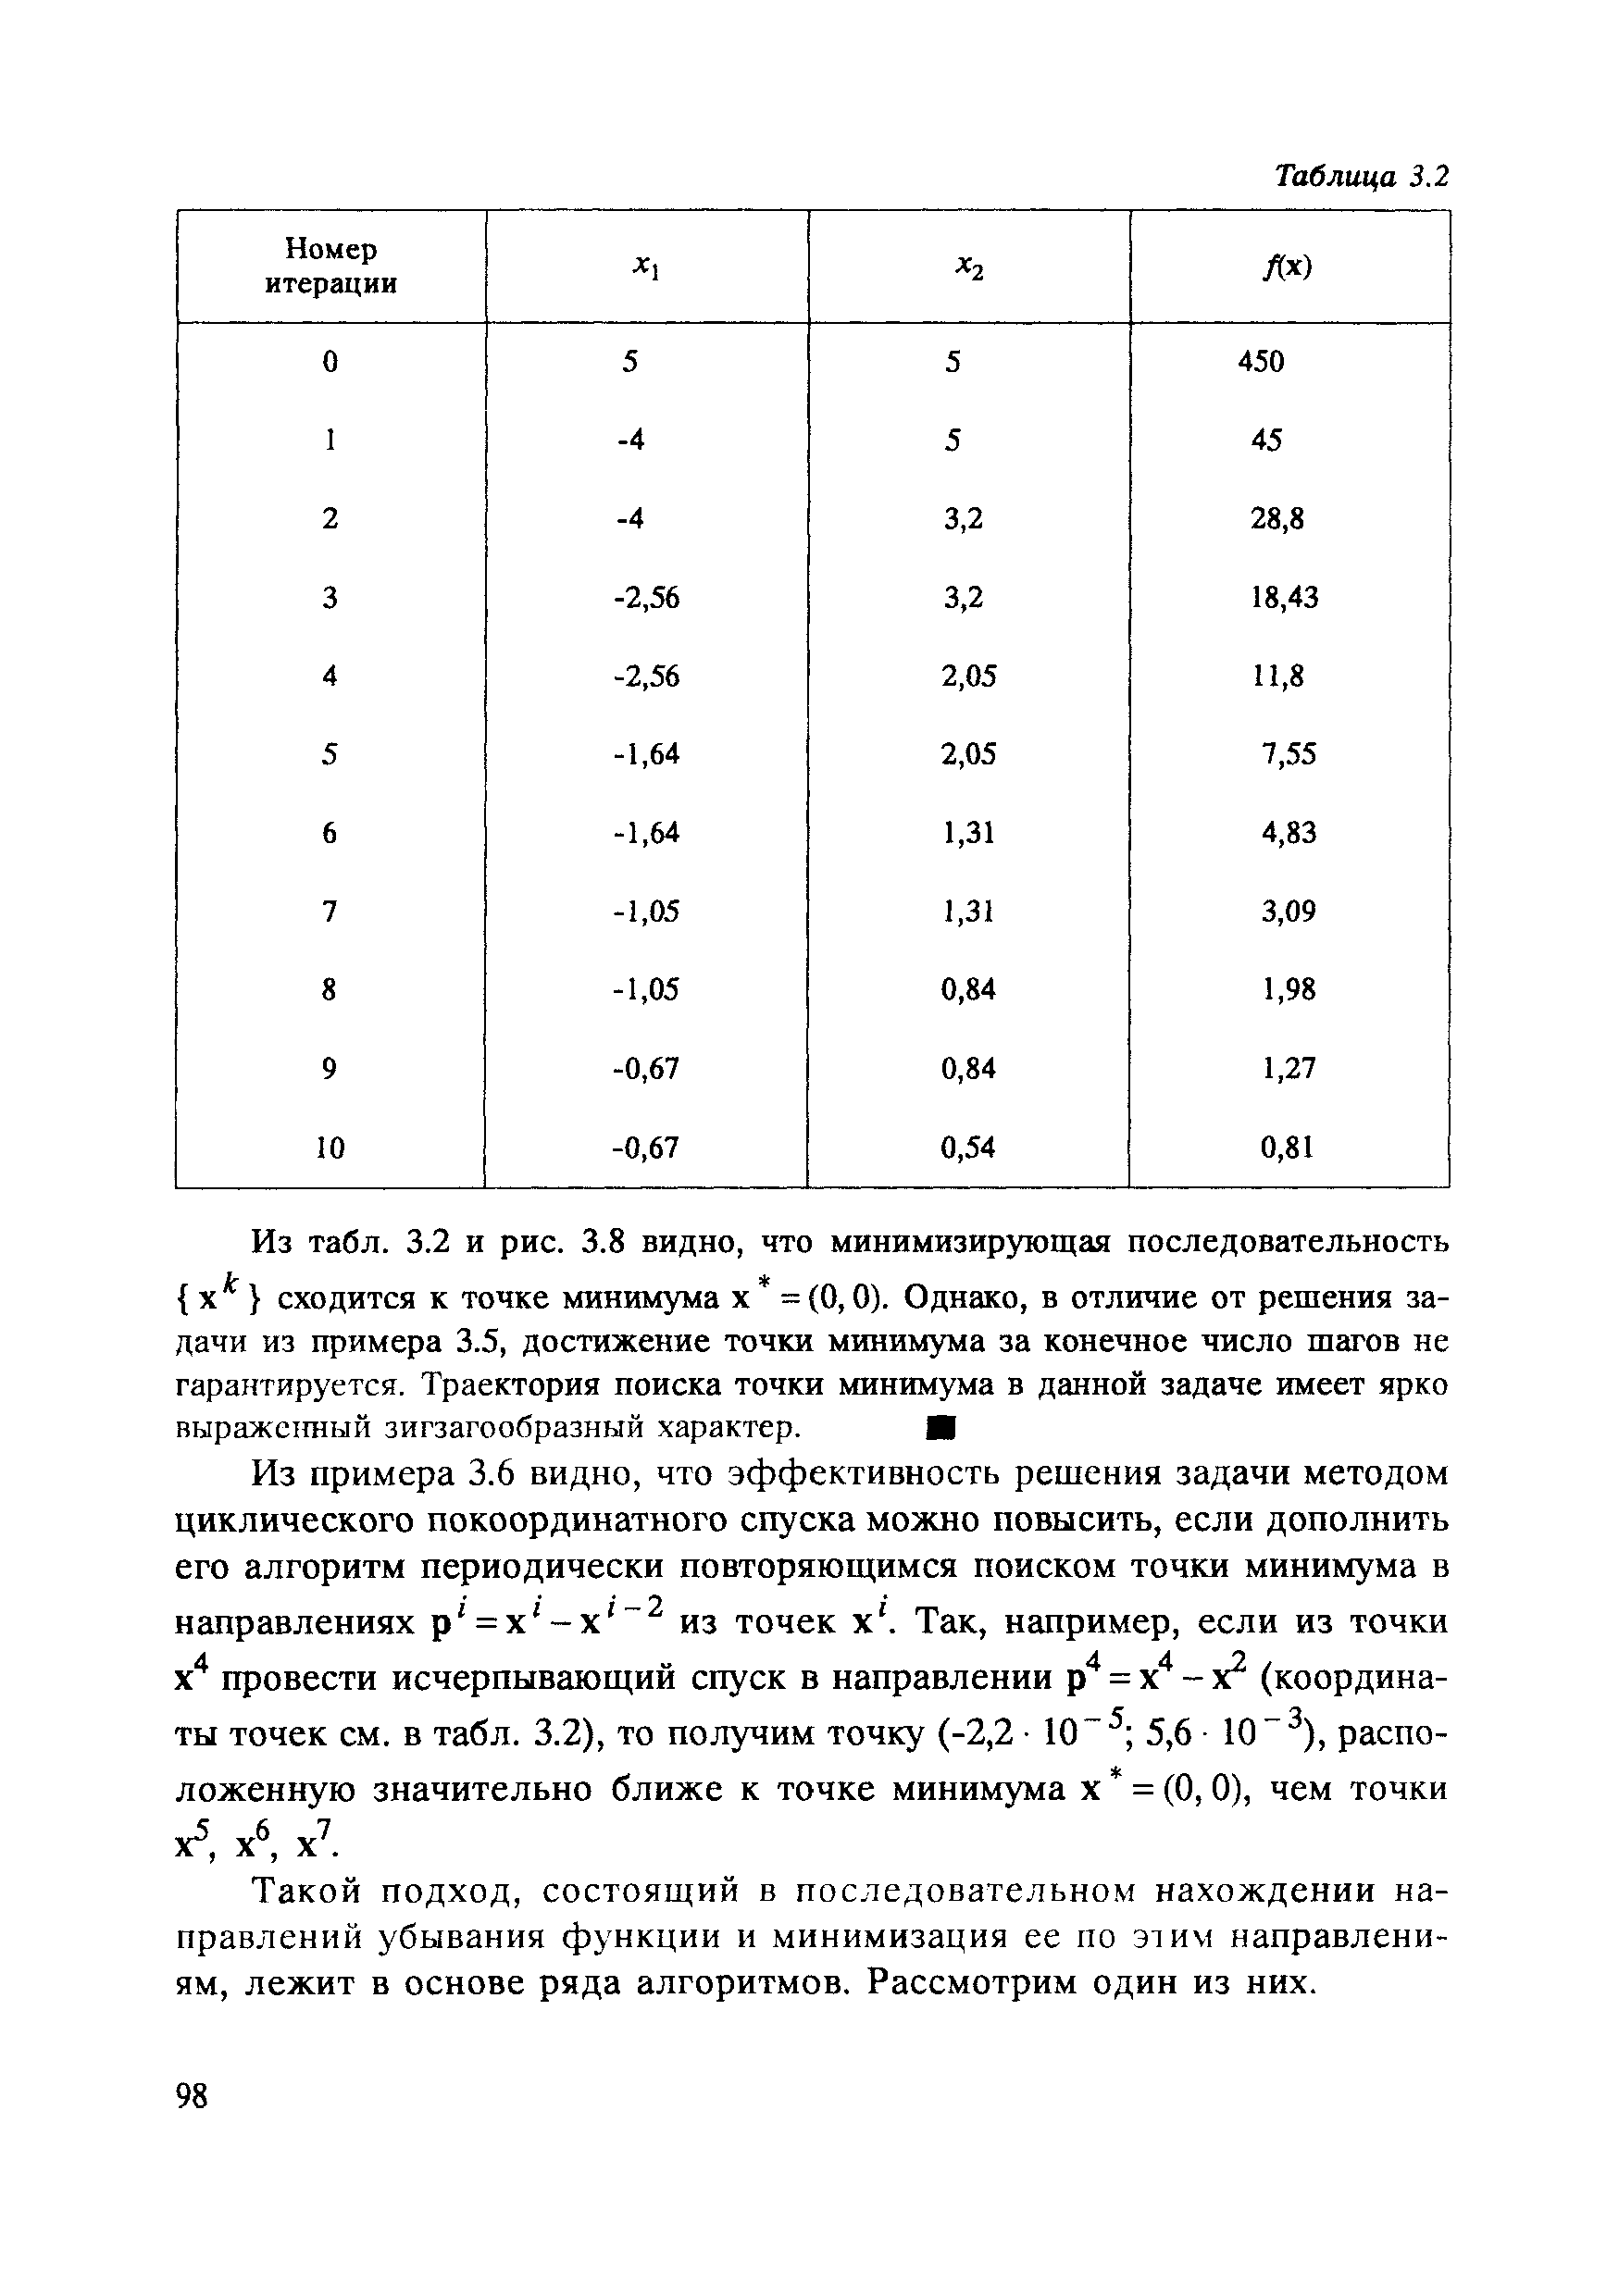 Таблица 3.2
Номер итерации x₁ x₂ f(x)
0 5 5 450
1 -4 5 45
2 -4 3,2 28,8
3 -2,56 3,2 18,43
4 -2,56 2,05 11,8
5 -1,64 2,05 7,55
6 -1,64 1,31 4,83
7 -1,05 1,31 3,09
8 -1,05 0,84 1,98
9 -0,67 0,84 1,27
10 -0,67 0,54 0,81
Из табл. 3.2 и рис. 3.8 видно, что минимизирующая последовательность
{ x^k } сходится к точке минимума x* = (0, 0). Однако, в отличие от решения за-
дачи из примера 3.5, достижение точки минимума за конечное число шагов не
гарантируется. Траектория поиска точки минимума в данной задаче имеет ярко
выраженный зигзагообразный характер. ■
Из примера 3.6 видно, что эффективность решения задачи методом
циклического покоординатного спуска можно повысить, если дополнить
его алгоритм периодически повторяющимся поиском точки минимума в
направлениях p^i = x^i − x^{i−2} из точек x^i. Так, например, если из точки
x⁴ провести исчерпывающий спуск в направлении p⁴ = x⁴ − x² (координа-
ты точек см. в табл. 3.2), то получим точку (-2,2 · 10⁻⁵; 5,6 · 10⁻³), распо-
ложенную значительно ближе к точке минимума x* = (0, 0), чем точки
x⁵, x⁶, x⁷.
Такой подход, состоящий в последовательном нахождении на-
правлений убывания функции и минимизация ее по этим направлени-
ям, лежит в основе ряда алгоритмов. Рассмотрим один из них.
98